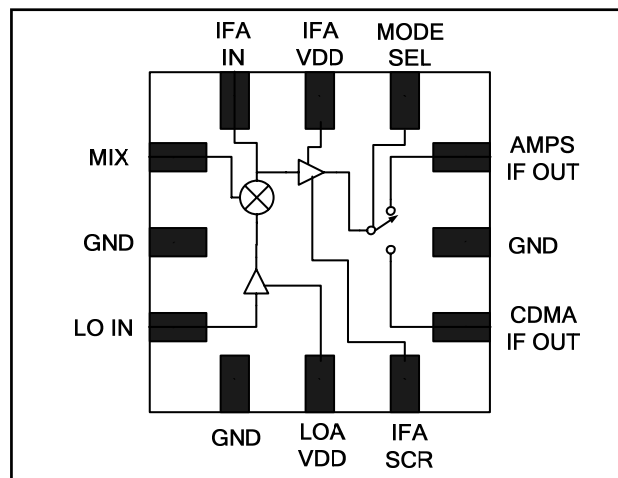 IFA
IN
IFA
VDD
MODE
SEL
MIX
AMPS
IF OUT
GND
GND
LO IN
CDMA
IF OUT
GND
LOA
VDD
IFA
SCR